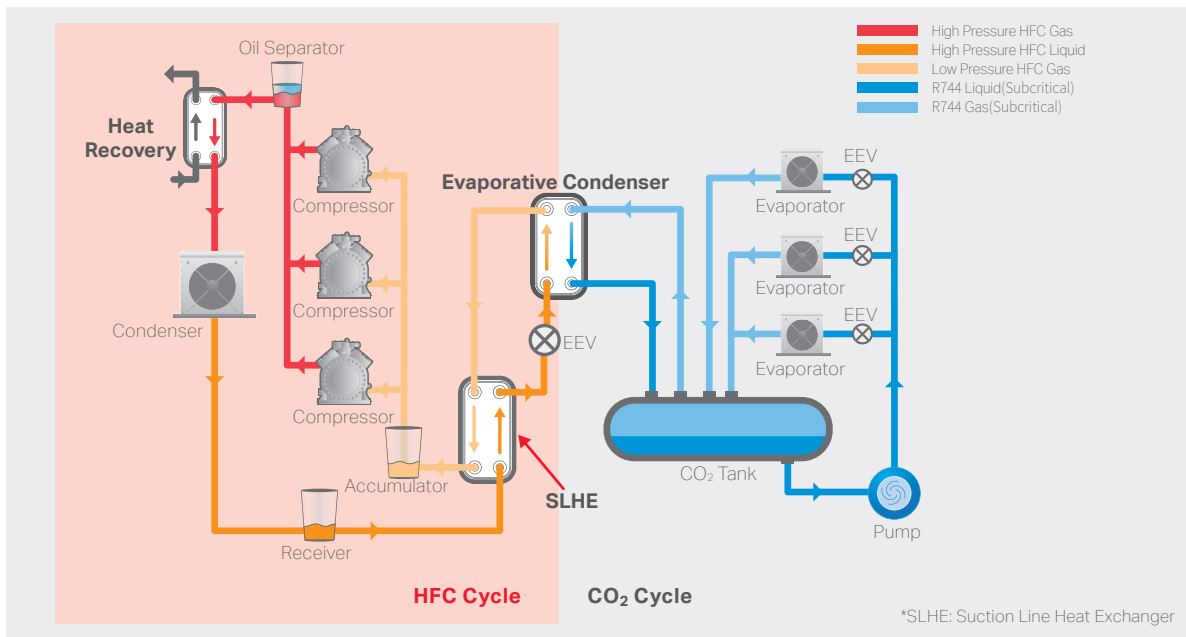 Oil Separator
High Pressure HFC Gas
High Pressure HFC Liquid
Low Pressure HFC Gas
R744 Liquid(Subcritical)
R744 Gas(Subcritical)
Heat
Recovery
Compressor
Evaporative Condenser
EEV
Evaporator
Compressor
EEV
Evaporator
Condenser
EEV
EEV
Evaporator
Compressor
Accumulator
CO₂ Tank
SLHE
Receiver
Pump
HFC Cycle
CO₂ Cycle
*SLHE: Suction Line Heat Exchanger